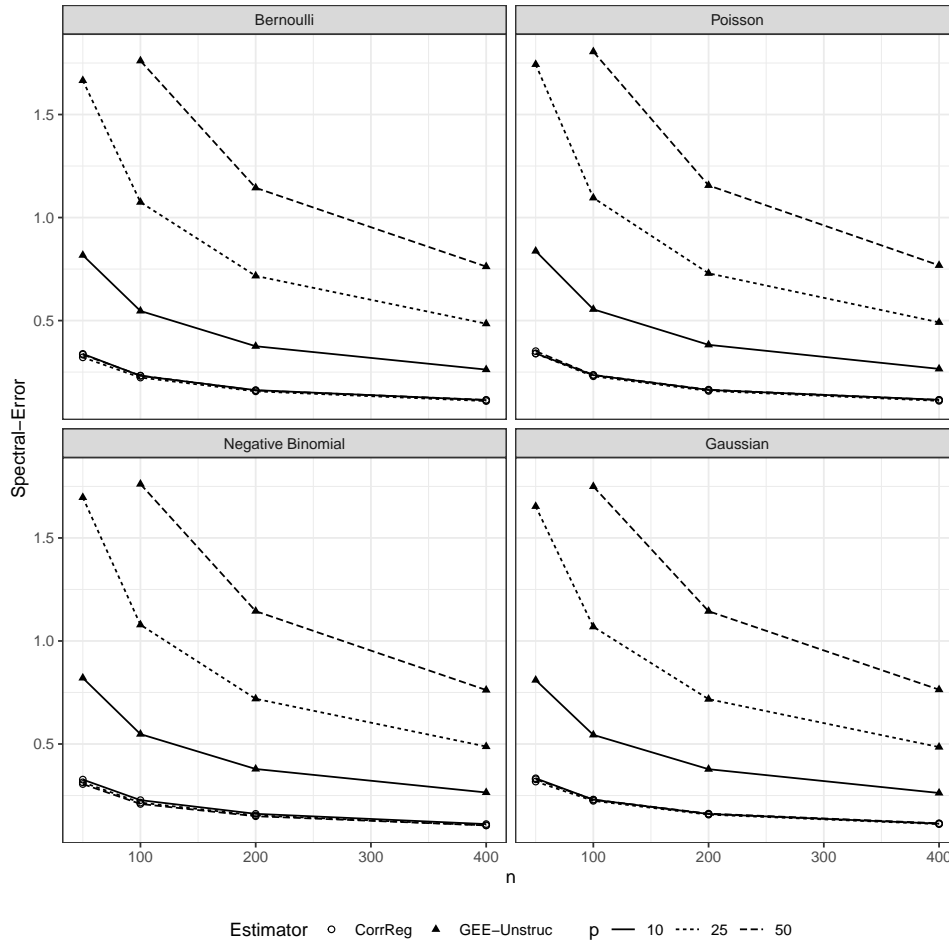 Bernoulli Poisson
1.5
1.0
0.5
Spectral−Error
Negative Binomial Gaussian
1.5
1.0
0.5
100 200 300 400 100 200 300 400
n
Estimator CorrReg GEE−Unstruc p 10 25 50